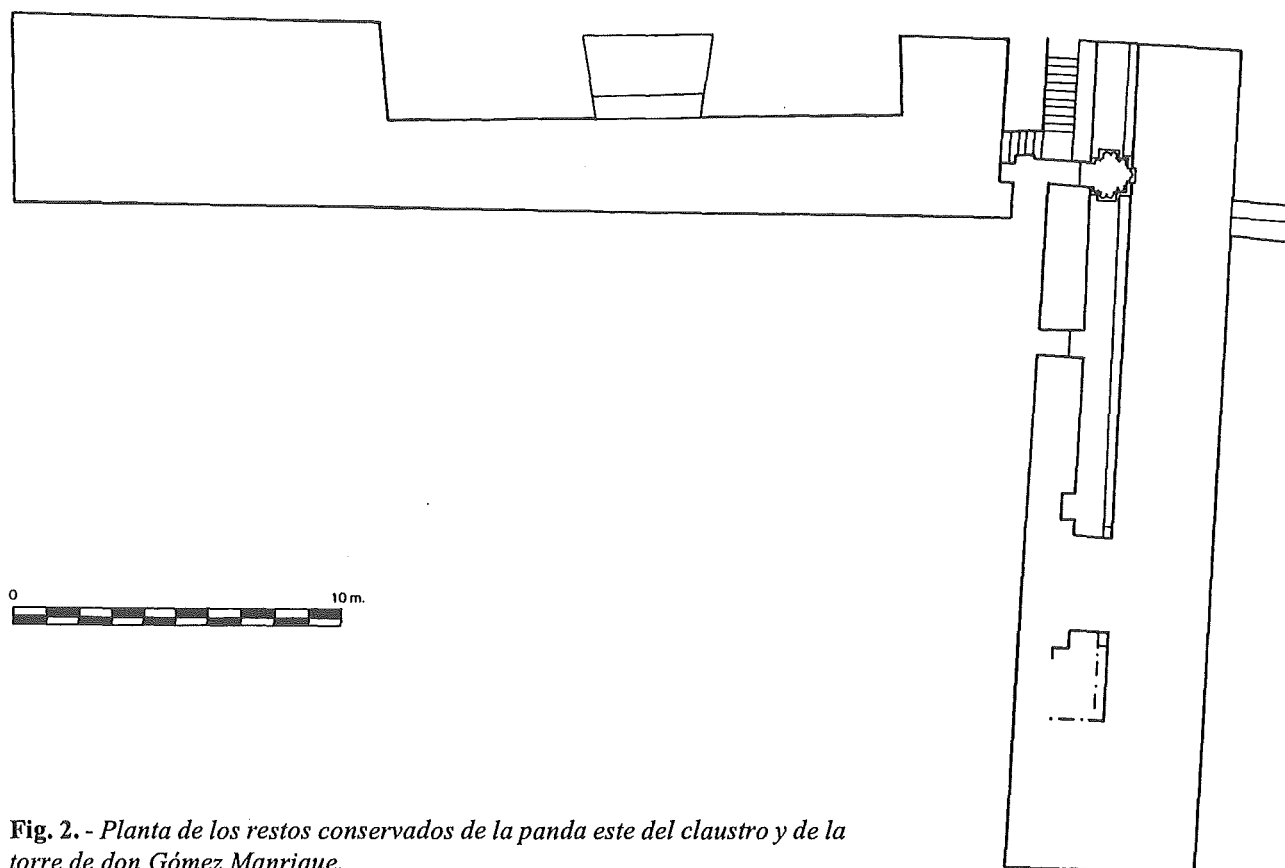 0 10 m.
Fig. 2. - Planta de los restos conservados de la panda este del claustro y de la
torre de don Gómez Manrique.